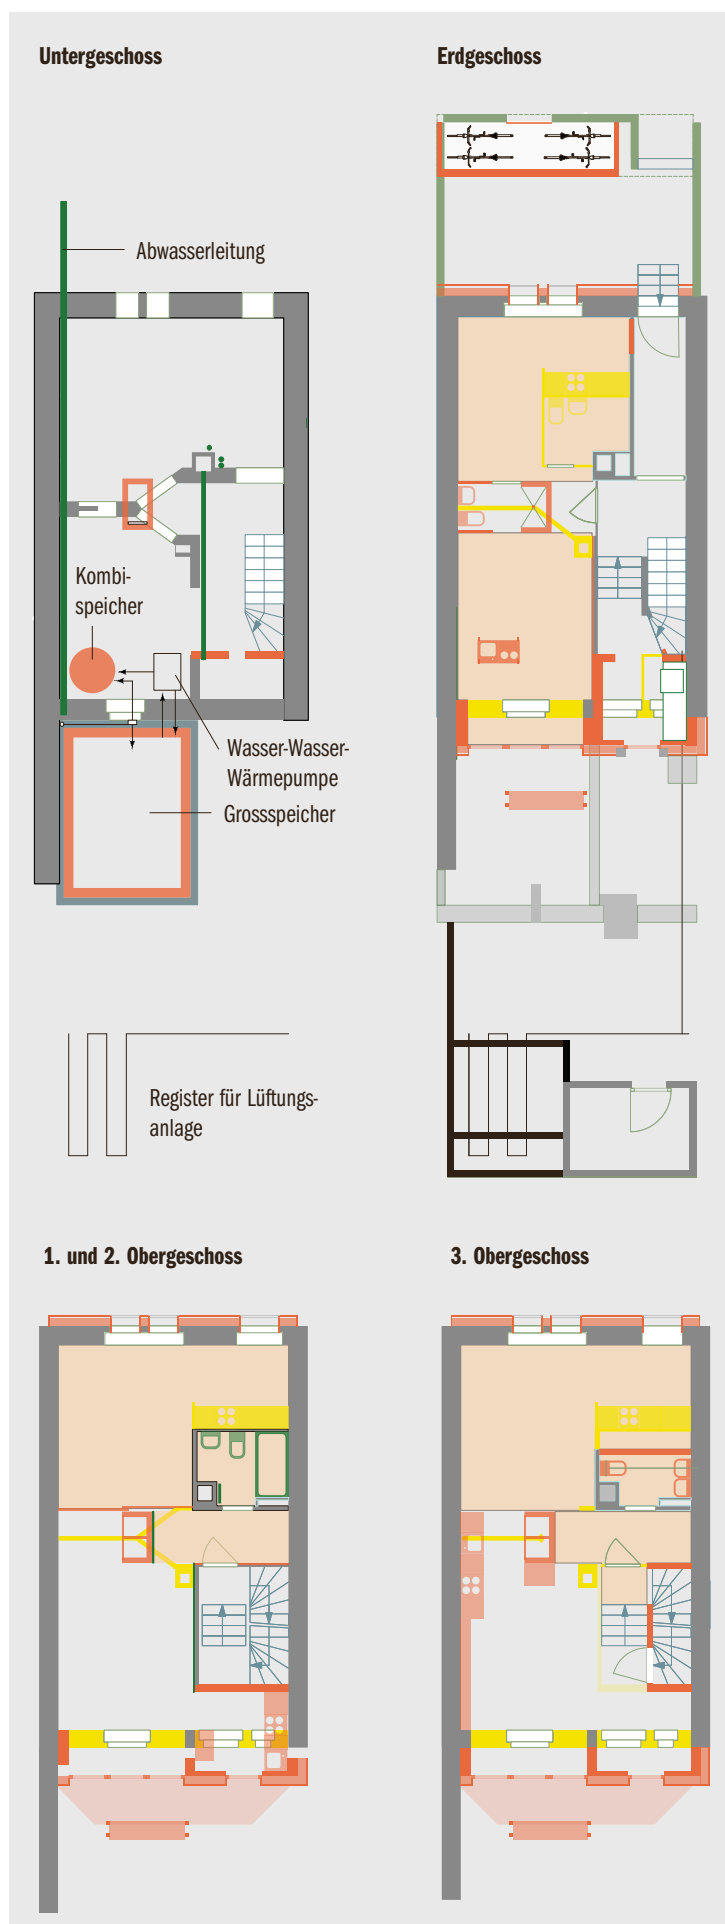 Untergeschoss
Erdgeschoss
Abwasserleitung
Kombi-
speicher
Wasser-Wasser-
Wärmepumpe
Grossspeicher
Register für Lüftungs-
anlage
1. und 2. Obergeschoss
3. Obergeschoss